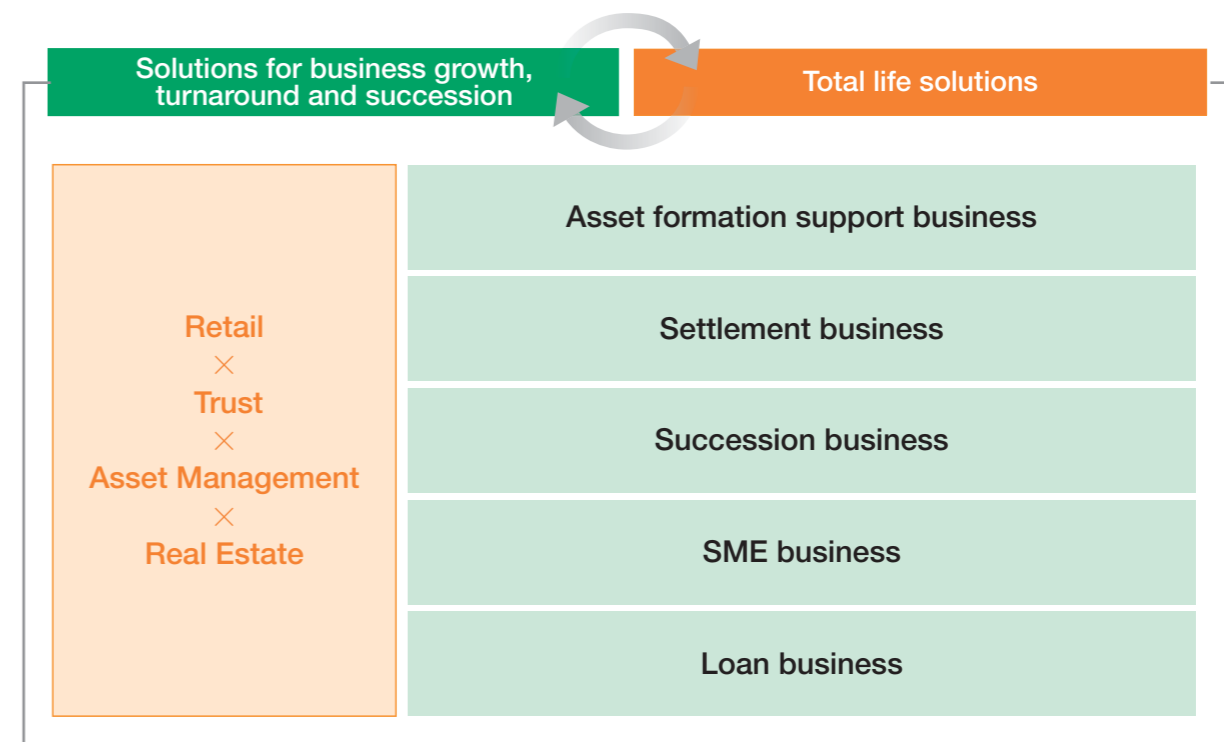 Solutions for business growth,
turnaround and succession
Total life solutions
Retail
×
Trust
×
Asset Management
×
Real Estate
Asset formation support business
Settlement business
Succession business
SME business
Loan business